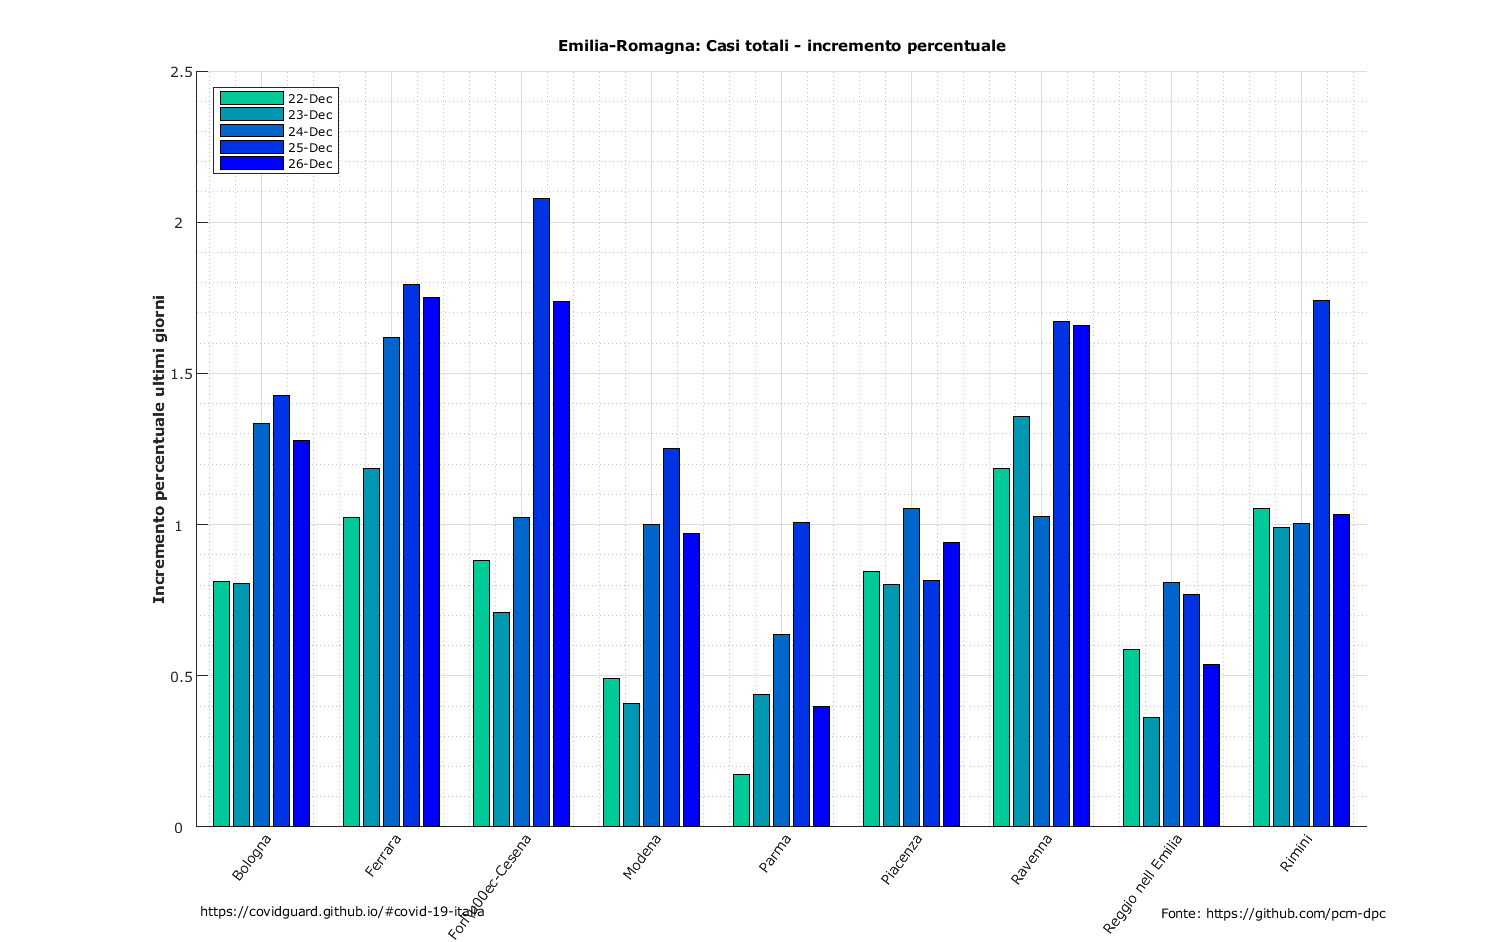 Emilia-Romagna: Casi totali - incremento percentuale
2.5
2
1.5
1
0.5
0
Incremento percentuale ultimi giorni
22-Dec
23-Dec
24-Dec
25-Dec
26-Dec
Bologna
Ferrara
Modena
Parma
Piacenza
Ravenna
Reggio nell Emilia
Rimini
https://covidguard.github.io/#covid-19-italia
Fonte: https://github.com/pcm-dpc